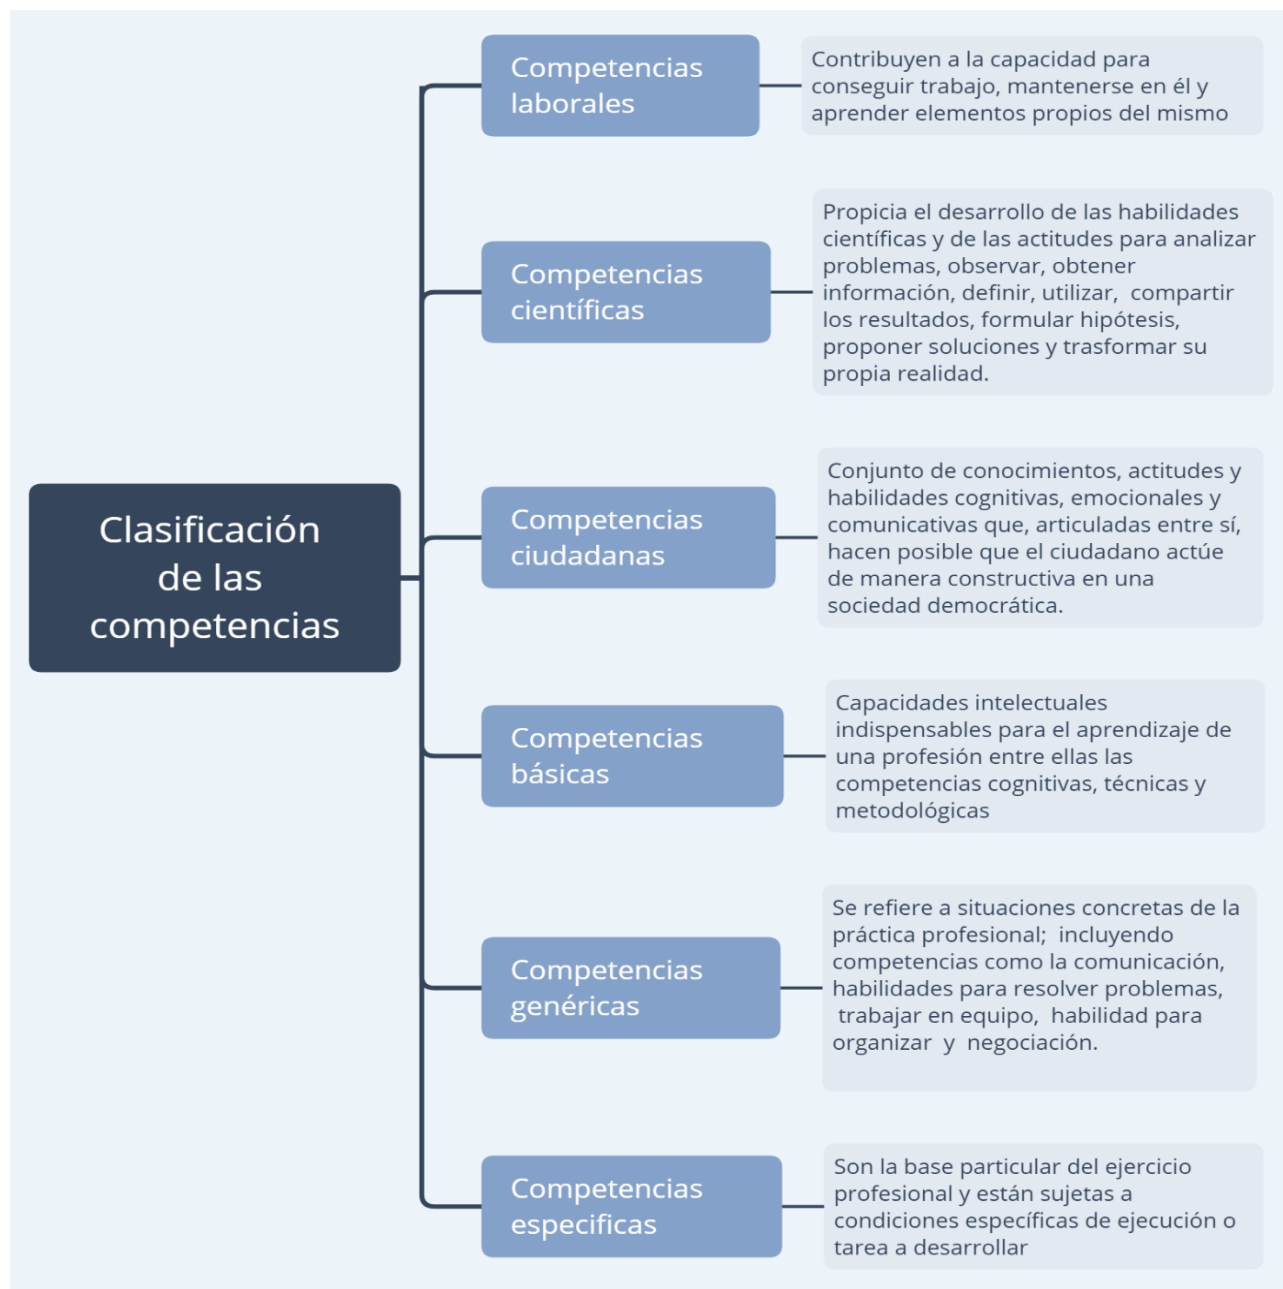 Clasificación
de las
competencias
Competencias
laborales
Contribuyen a la capacidad para
conseguir trabajo, mantenerse en él y
aprender elementos propios del mismo
Competencias
científicas
Propicia el desarrollo de las habilidades
científicas y de las actitudes para analizar
problemas, observar, obtener
información, definir, utilizar,  compartir
los resultados, formular hipótesis,
proponer soluciones y trasformar su
propia realidad.
Competencias
ciudadanas
Conjunto de conocimientos, actitudes y
habilidades cognitivas, emocionales y
comunicativas que, articuladas entre sí,
hacen posible que el ciudadano actúe
de manera constructiva en una
sociedad democrática.
Competencias
básicas
Capacidades intelectuales
indispensables para el aprendizaje de
una profesión entre ellas las
competencias cognitivas, técnicas y
metodológicas
Competencias
genéricas
Se refiere a situaciones concretas de la
práctica profesional;  incluyendo
competencias como la comunicación,
habilidades para resolver problemas,
trabajar en equipo,  habilidad para
organizar  y  negociación.
Competencias
especificas
Son la base particular del ejercicio
profesional y están sujetas a
condiciones específicas de ejecución o
tarea a desarrollar